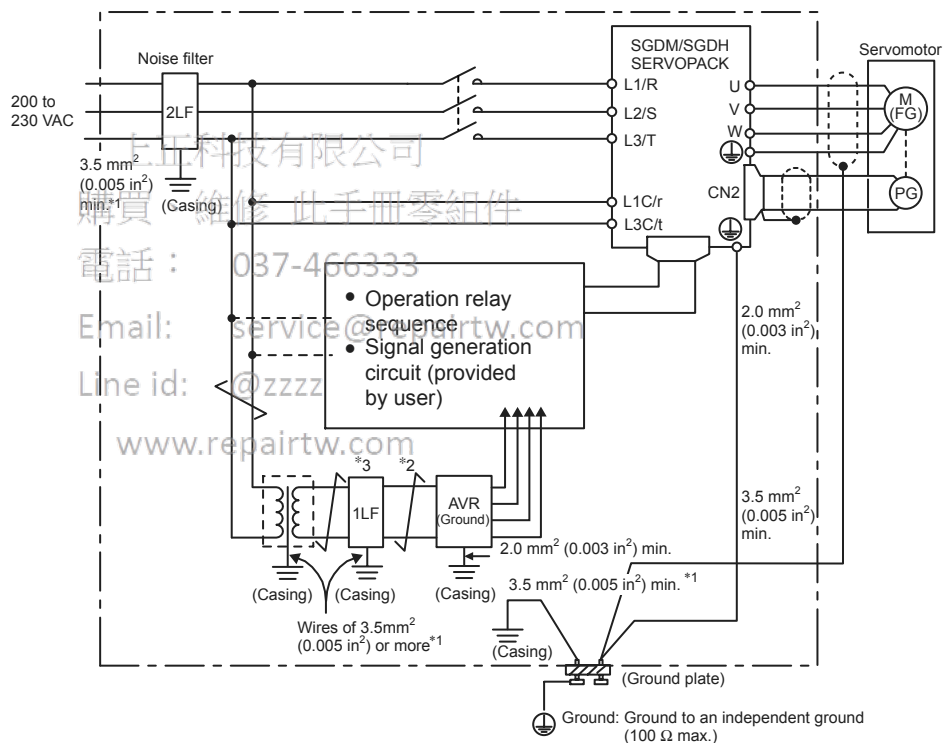 Noise filter
2LF
200 to
230 VAC
3.5 mm²
(0.005 in²)
min.*1
(Casing)
SGDM/SGDH
SERVOPACK
L1/R
L2/S
L3/T
L1C/r
L3C/t
U
V
W
CN2
Servomotor
M
(FG)
PG
上正科技有限公司
購買 維修 此手冊零組件
電話： 037-466333
Email: service@repairtw.com
Line id: @zzzz
www.repairtw.com
• Operation relay
sequence
• Signal generation
circuit (provided
by user)
2.0 mm²
(0.003 in²)
min.
*3
*2
1LF
AVR
(Ground)
3.5 mm²
(0.005 in²)
min.
2.0 mm² (0.003 in²) min.
3.5 mm² (0.005 in²) min. *1
(Casing)
(Casing)
(Casing)
Wires of 3.5mm²
(0.005 in²) or more*1
(Casing)
(Ground plate)
Ground: Ground to an independent ground
(100 Ω max.)